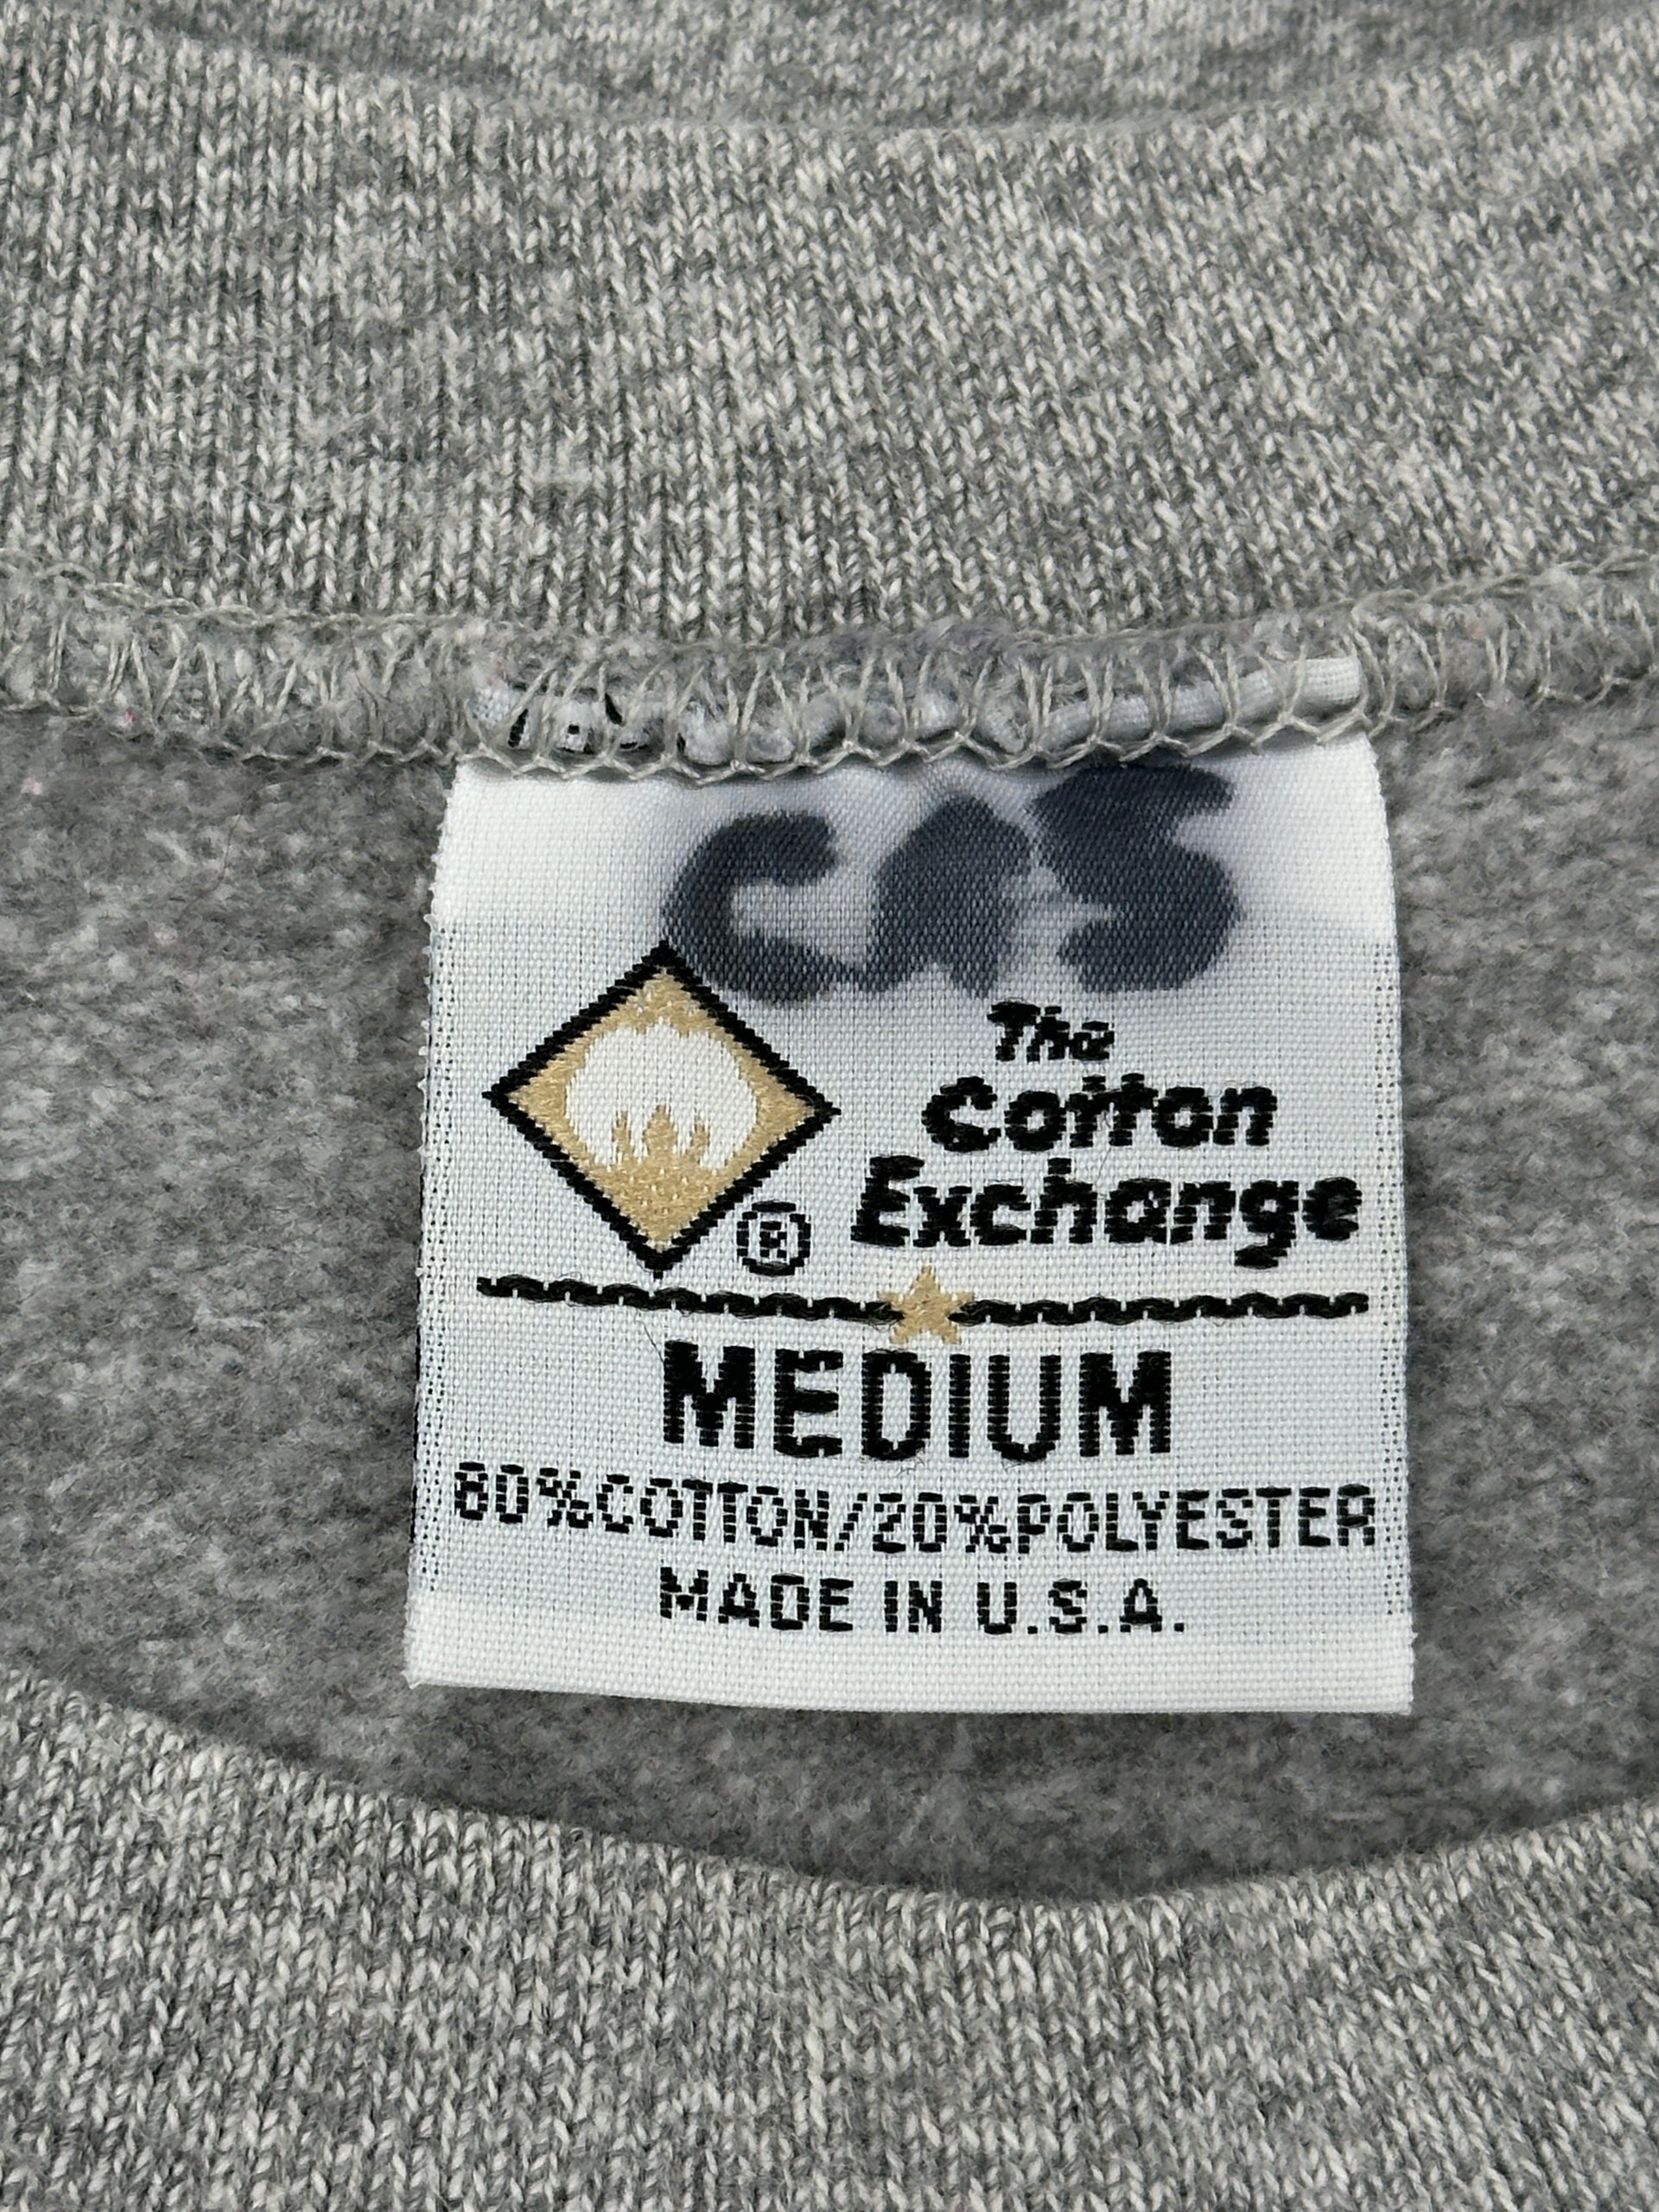 CAS
The
Cotton
Exchange
®
MEDIUM
80%COTTON/20%POLYESTER
MADE IN U.S.A.